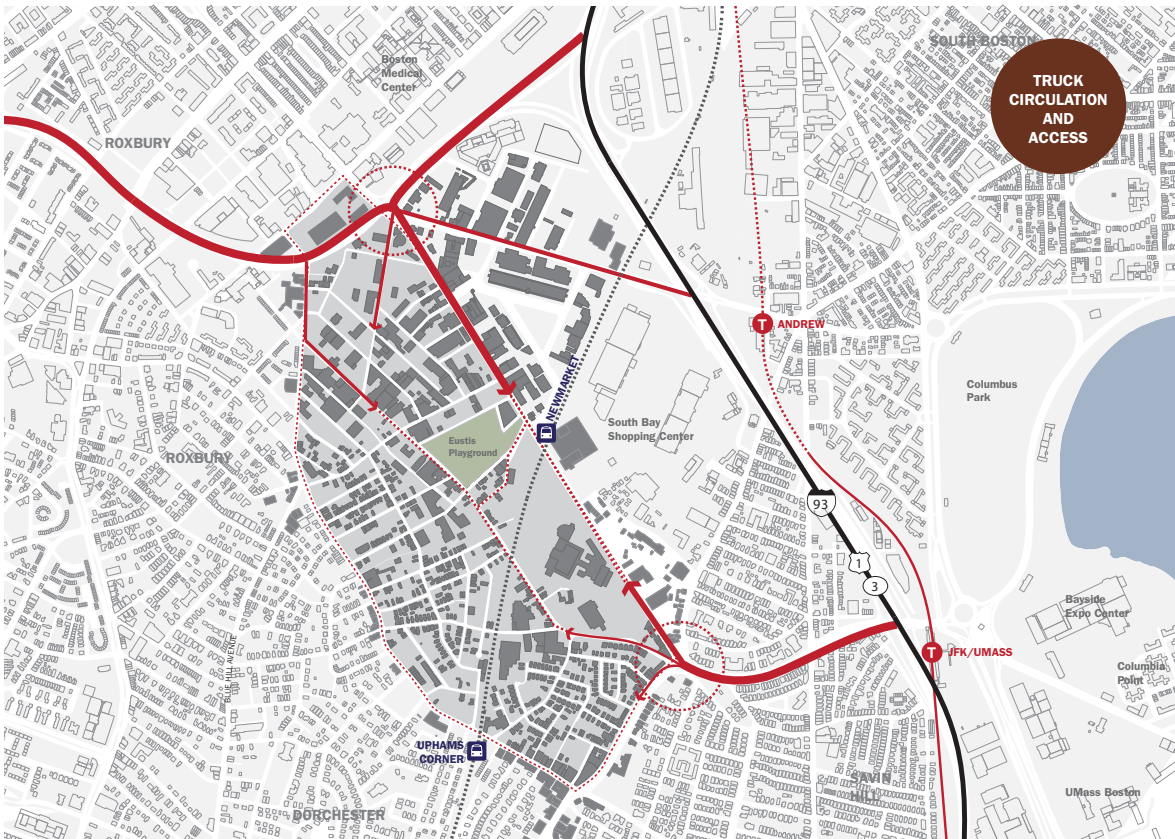 SOUTH BOSTON
TRUCK
CIRCULATION
AND
ACCESS
Boston
Medical
Center
ROXBURY
T ANDREW
NEWMARKET
Columbus
Park
South Bay
Shopping Center
Eustis
Playground
ROXBURY
93
1
3
Bayside
Expo Center
BLUE HILL AVENUE
T JFK/UMASS
Columbia
Point
UPHAMS
CORNER
SAVIN
HILL
UMass Boston
DORCHESTER